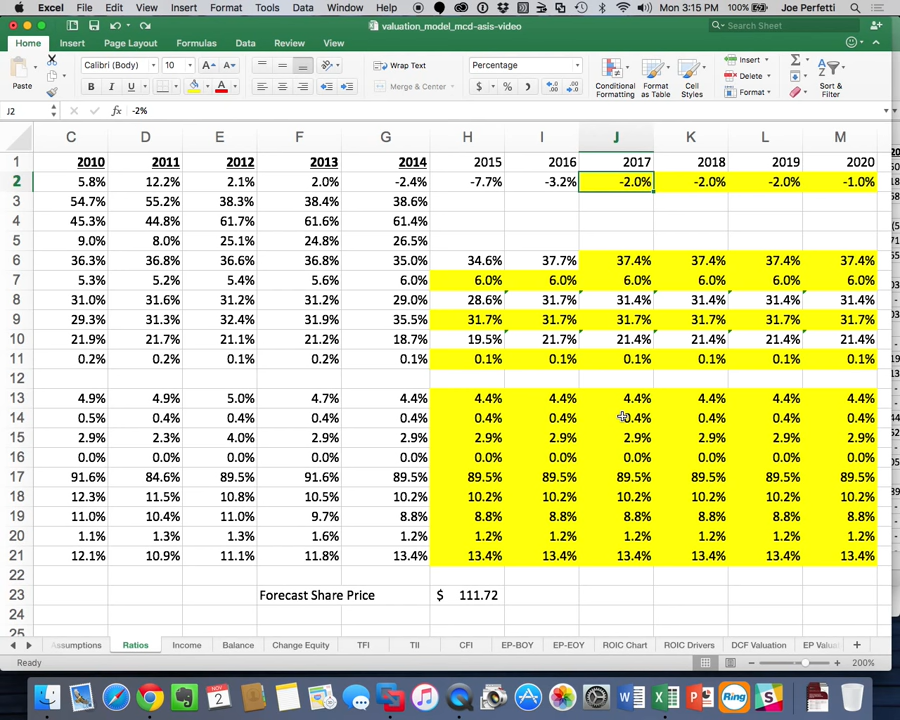 Excel File Edit View Insert Format Tools Data Window Help 100% Mon 3:15 PM Joe Perfetti
valuation_model_mcd-asis-video Search Sheet
Home Insert Page Layout Formulas Data Review View
Paste Calibri (Body) 10 A A Wrap Text Percentage Insert Σ
B I U A Merge & Center $ % Conditional Formatting Format as Table Cell Styles Delete Format Sort & Filter
J2 fx -2%
C D E F G H I J K L M
1 2010 2011 2012 2013 2014 2015 2016 2017 2018 2019 2020
2 5.8% 12.2% 2.1% 2.0% -2.4% -7.7% -3.2% -2.0% -2.0% -2.0% -1.0%
3 54.7% 55.2% 38.3% 38.4% 38.6%
4 45.3% 44.8% 61.7% 61.6% 61.4%
5 9.0% 8.0% 25.1% 24.8% 26.5%
6 36.3% 36.8% 36.6% 36.8% 35.0% 34.6% 37.7% 37.4% 37.4% 37.4% 37.4%
7 5.3% 5.2% 5.4% 5.6% 6.0% 6.0% 6.0% 6.0% 6.0% 6.0% 6.0%
8 31.0% 31.6% 31.2% 31.2% 29.0% 28.6% 31.7% 31.4% 31.4% 31.4% 31.4%
9 29.3% 31.3% 32.4% 31.9% 35.5% 31.7% 31.7% 31.7% 31.7% 31.7% 31.7%
10 21.9% 21.7% 21.1% 21.2% 18.7% 19.5% 21.7% 21.4% 21.4% 21.4% 21.4%
11 0.2% 0.2% 0.1% 0.2% 0.1% 0.1% 0.1% 0.1% 0.1% 0.1% 0.1%
12
13 4.9% 4.9% 5.0% 4.7% 4.4% 4.4% 4.4% 4.4% 4.4% 4.4% 4.4%
14 0.5% 0.4% 0.4% 0.4% 0.4% 0.4% 0.4% 0.4% 0.4% 0.4% 0.4%
15 2.9% 2.3% 4.0% 2.9% 2.9% 2.9% 2.9% 2.9% 2.9% 2.9% 2.9%
16 0.0% 0.0% 0.0% 0.0% 0.0% 0.0% 0.0% 0.0% 0.0% 0.0% 0.0%
17 91.6% 84.6% 89.5% 91.6% 89.5% 89.5% 89.5% 89.5% 89.5% 89.5% 89.5%
18 12.3% 11.5% 10.8% 10.5% 10.2% 10.2% 10.2% 10.2% 10.2% 10.2% 10.2%
19 11.0% 10.4% 11.0% 9.7% 8.8% 8.8% 8.8% 8.8% 8.8% 8.8% 8.8%
20 1.1% 1.3% 1.3% 1.6% 1.2% 1.2% 1.2% 1.2% 1.2% 1.2% 1.2%
21 12.1% 10.9% 11.1% 11.8% 13.4% 13.4% 13.4% 13.4% 13.4% 13.4% 13.4%
22
23 Forecast Share Price $ 111.72
24
25
Assumptions Ratios Income Balance Change Equity TFI TII CFI EP-BOY EP-EOY ROIC Chart ROIC Drivers DCF Valuation EP Valua +
Ready 200%
NOV 2 W X P Ring